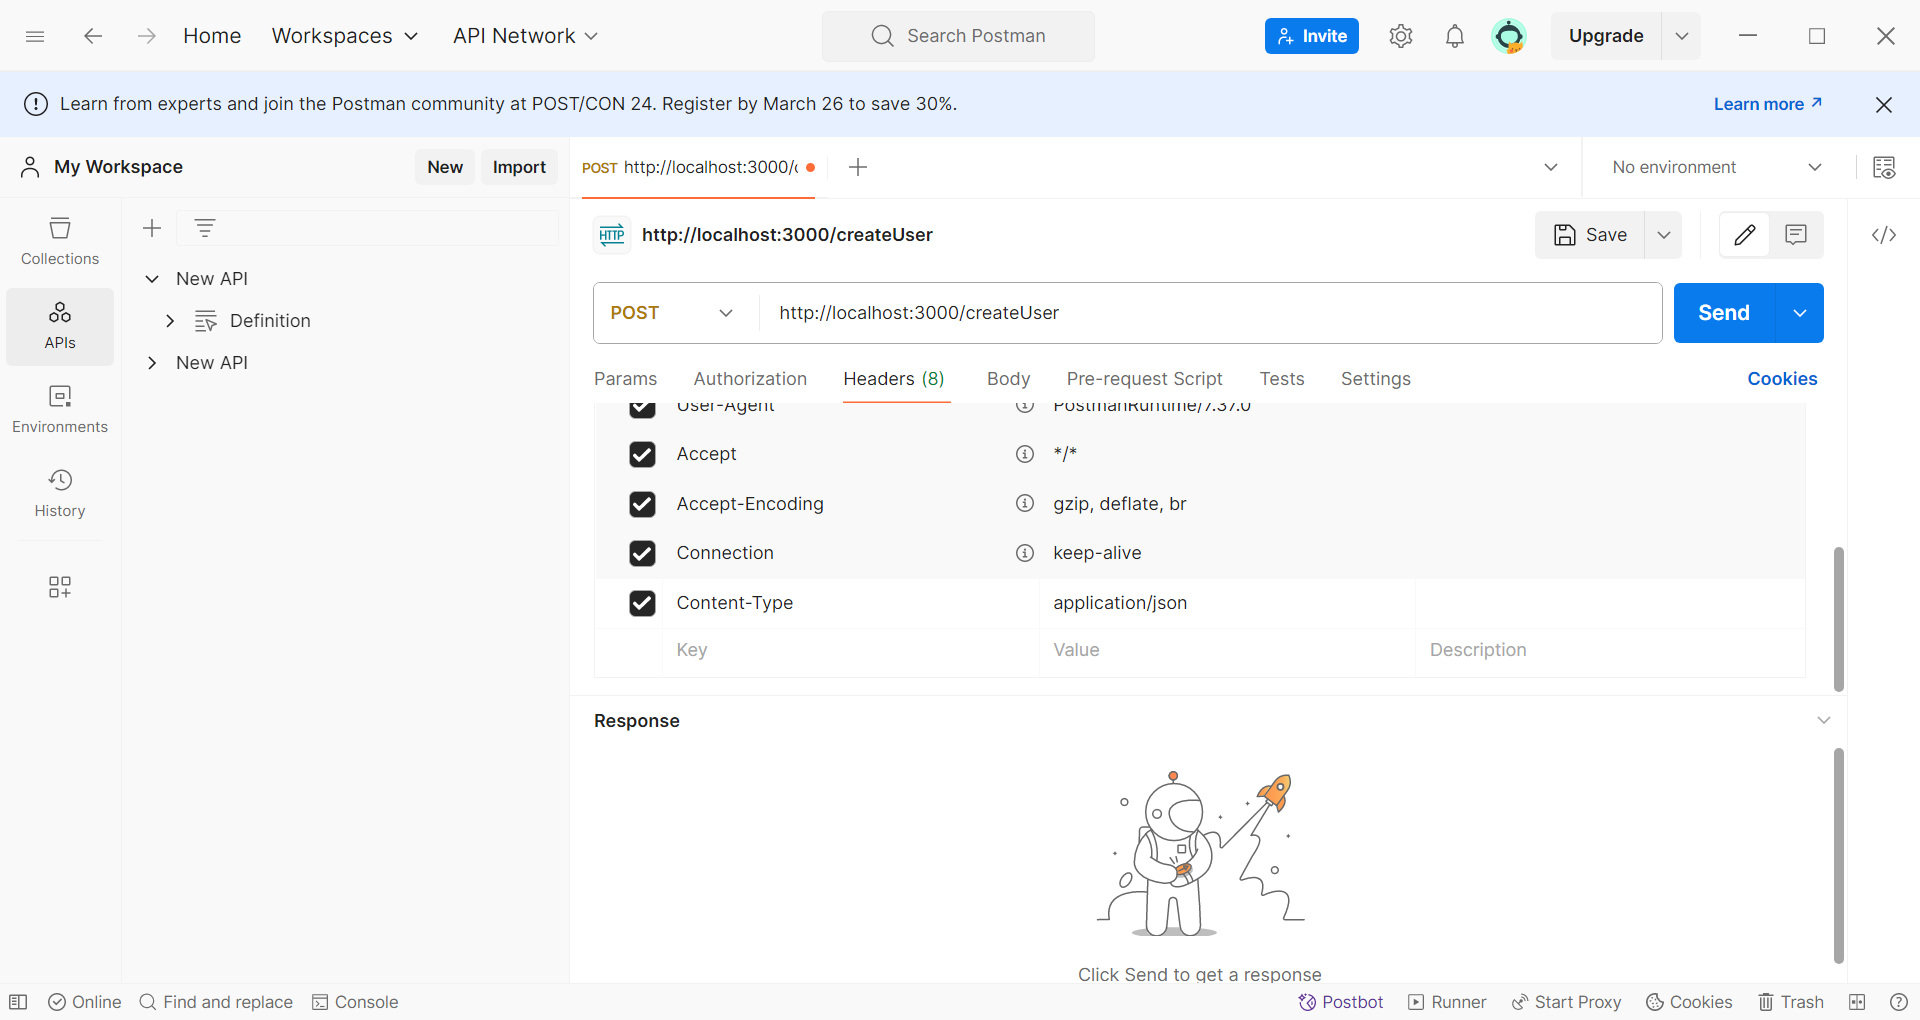 Home Workspaces API Network Search Postman Invite Upgrade
Learn from experts and join the Postman community at POST/CON 24. Register by March 26 to save 30%. Learn more
My Workspace New Import POST http://localhost:3000/ No environment
Collections
APIs
Environments
History
New API
Definition
New API
HTTP http://localhost:3000/createUser Save
POST http://localhost:3000/createUser Send
Params Authorization Headers (8) Body Pre-request Script Tests Settings Cookies
User-Agent PostmanRuntime/7.37.0
Accept */*
Accept-Encoding gzip, deflate, br
Connection keep-alive
Content-Type application/json
Key Value Description
Response
Click Send to get a response
Online Find and replace Console Postbot Runner Start Proxy Cookies Trash